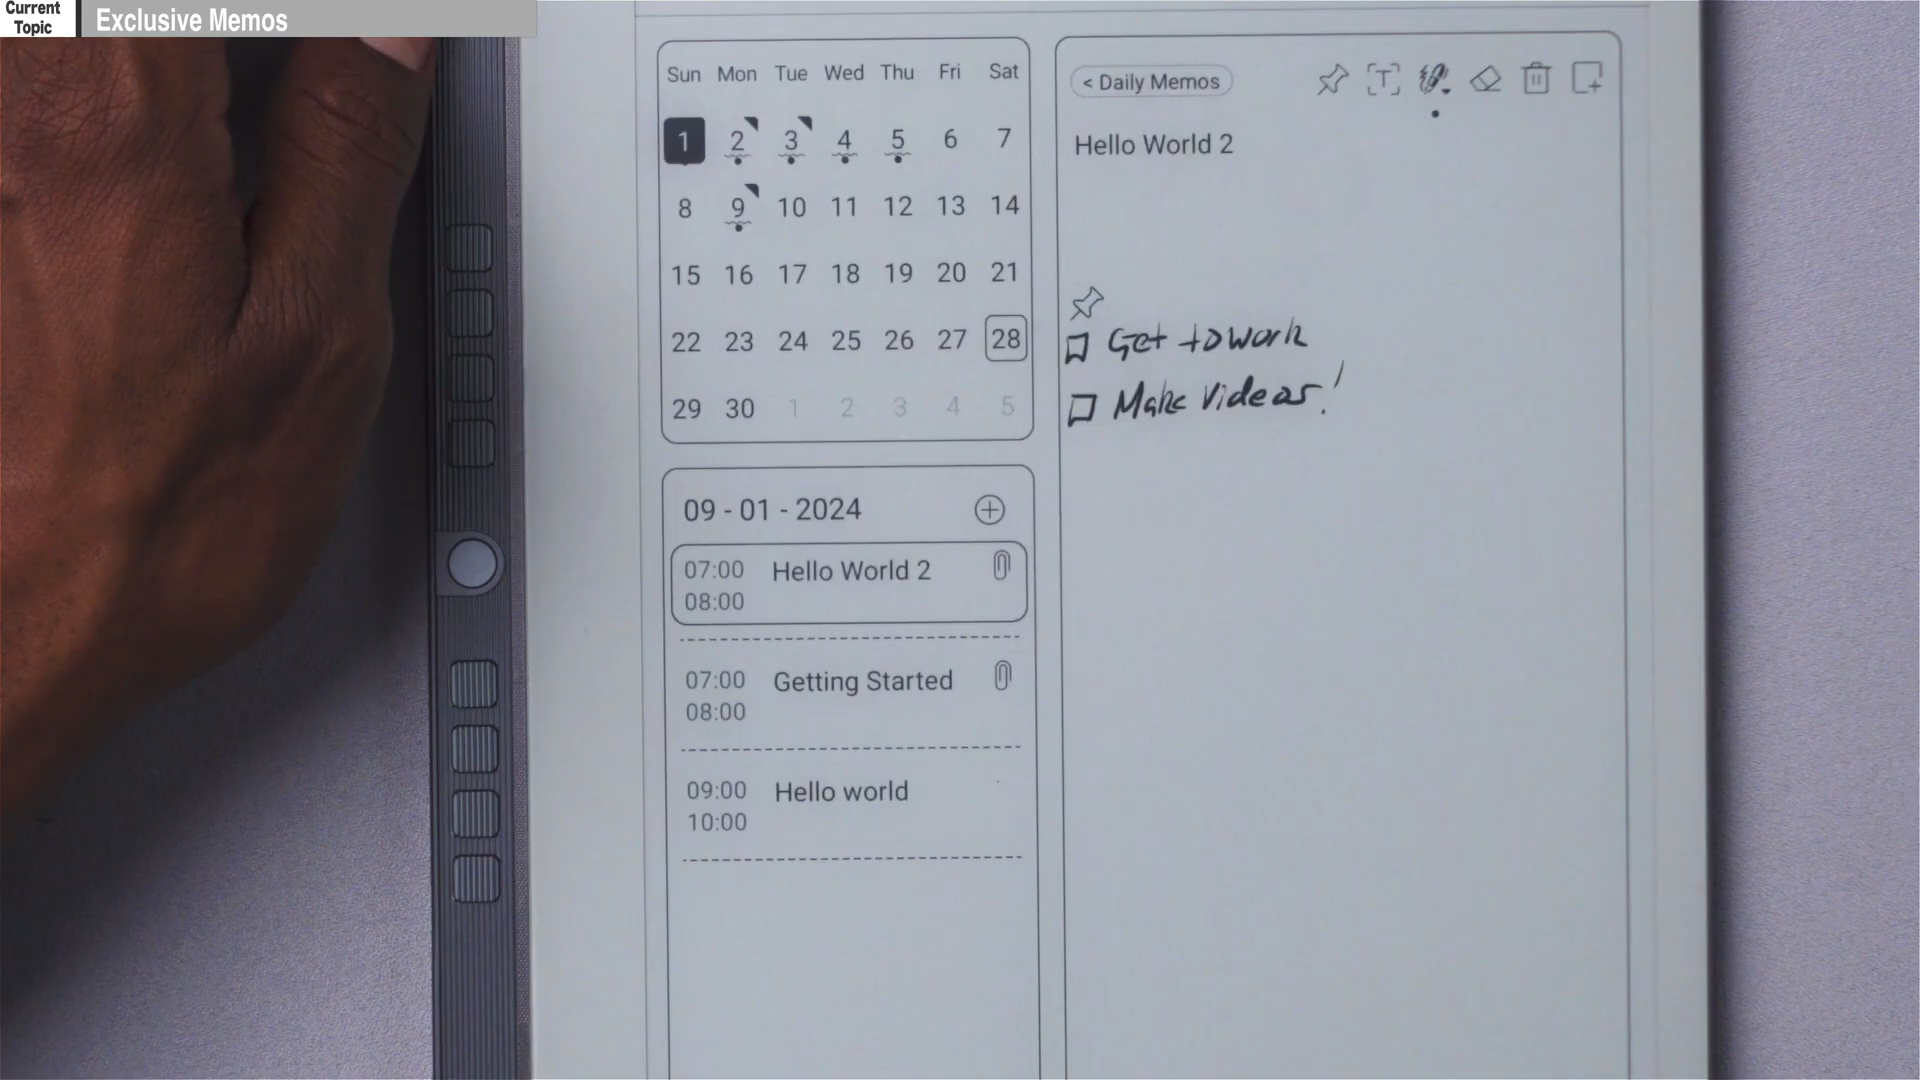 Current
Topic
Exclusive Memos
Sun Mon Tue Wed Thu Fri Sat
1 2 3 4 5 6 7
8 9 10 11 12 13 14
15 16 17 18 19 20 21
22 23 24 25 26 27 28
29 30 1 2 3 4 5
09 - 01 - 2024
07:00 Hello World 2
08:00
07:00 Getting Started
08:00
09:00 Hello world
10:00
< Daily Memos
T
Hello World 2
Get to work
Make Videos!